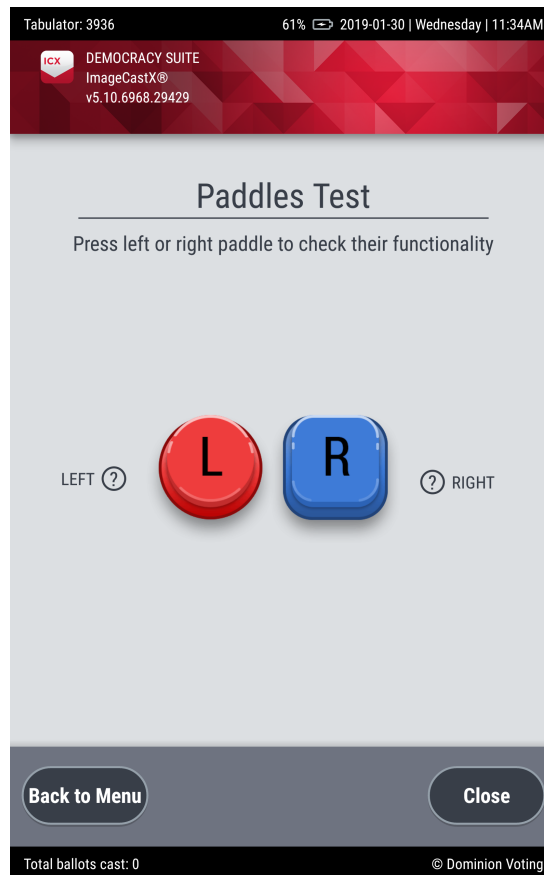 Tabulator: 3936 61% 2019-01-30 | Wednesday | 11:34AM
ICX
DEMOCRACY SUITE
ImageCastX®
v5.10.6968.29429
Paddles Test
Press left or right paddle to check their functionality
LEFT ? L R ? RIGHT
Back to Menu Close
Total ballots cast: 0 © Dominion Voting